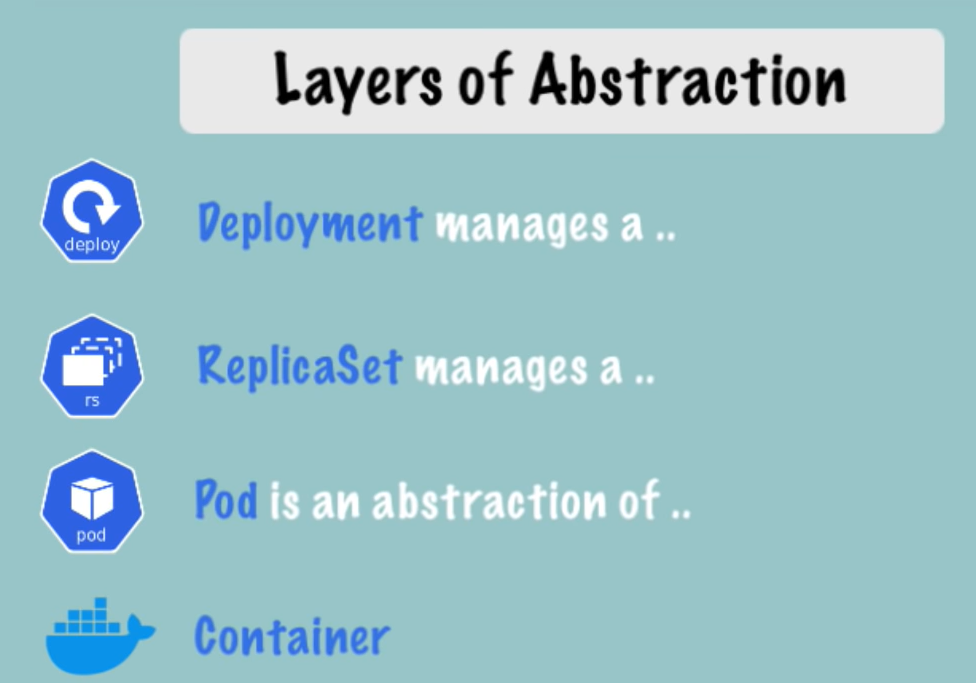 Layers of Abstraction
deploy
Deployment manages a ..
rs
ReplicaSet manages a ..
pod
Pod is an abstraction of ..
Container